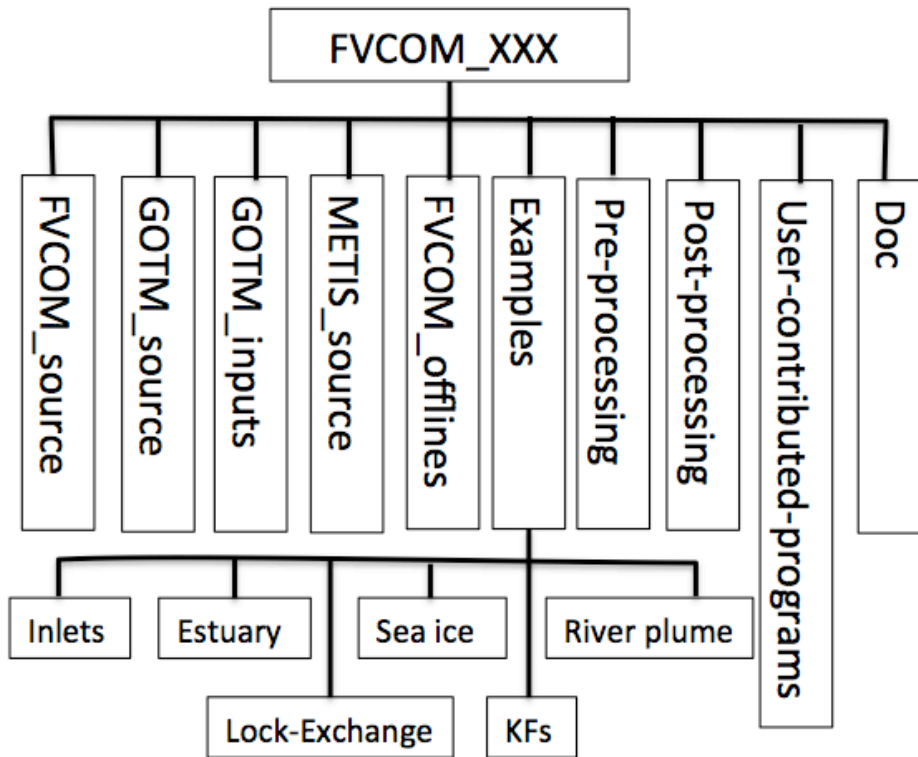 FVCOM_XXX
FVCOM_source
GOTM_source
GOTM_inputs
METIS_source
FVCOM_offlines
Examples
Pre-processing
Post-processing
User-contributed-programs
Doc
Inlets
Estuary
Sea ice
River plume
Lock-Exchange
KFs